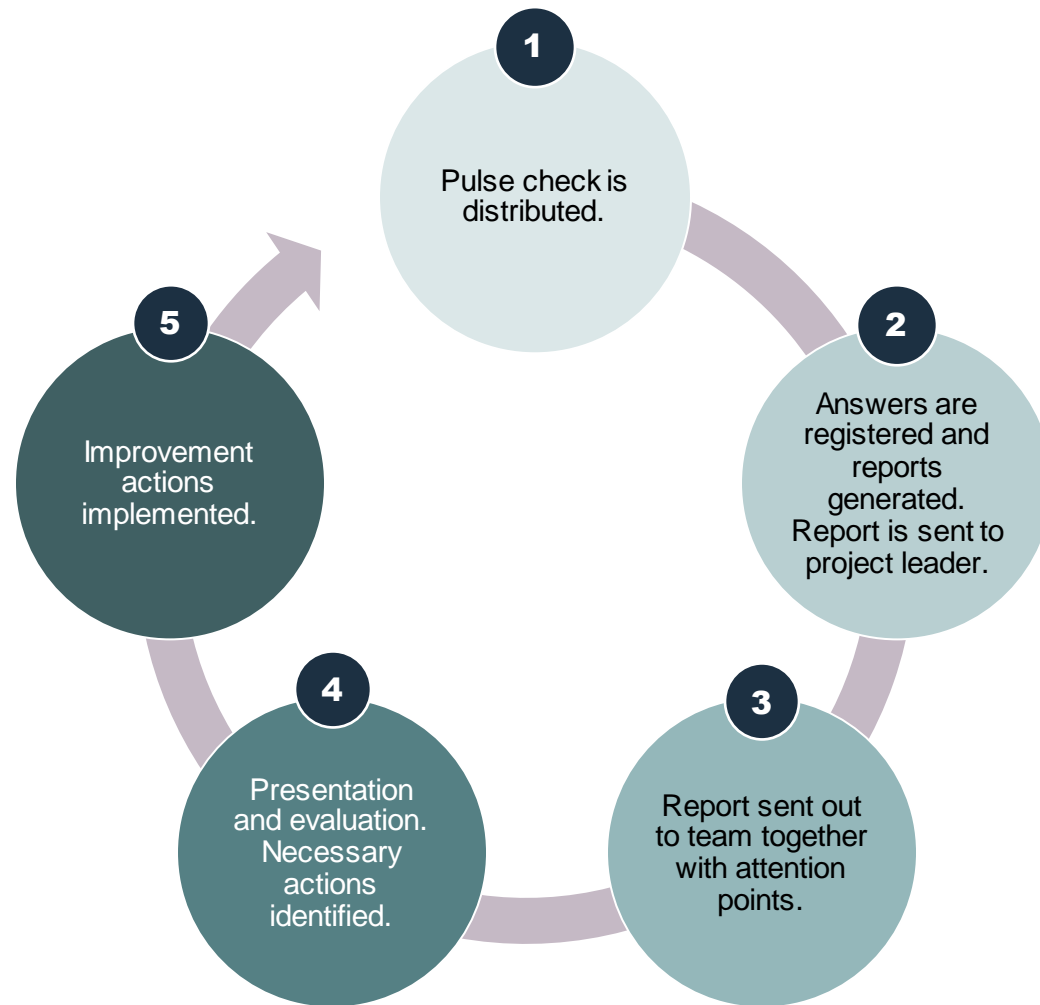 1
Pulse check is
distributed.
2
Answers are
registered and
reports
generated.
Report is sent to
project leader.
3
Report sent out
to team together
with attention
points.
4
Presentation
and evaluation.
Necessary
actions
identified.
5
Improvement
actions
implemented.